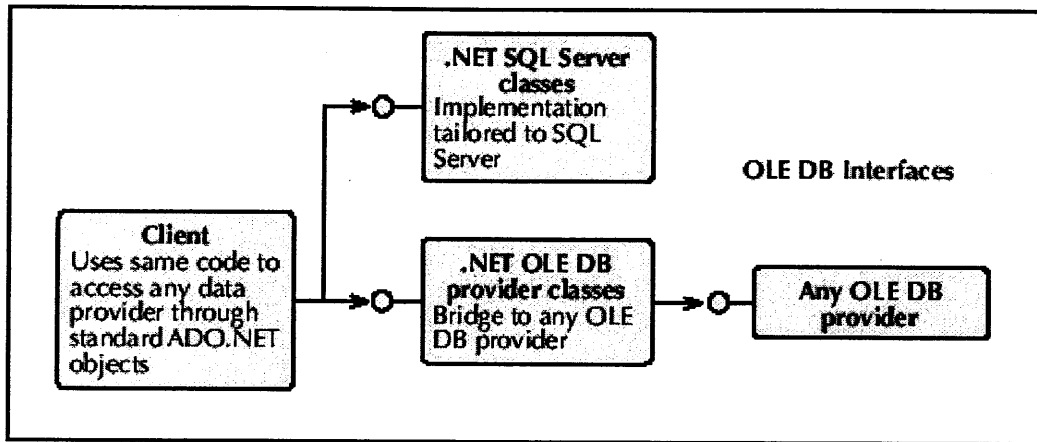 .NET SQL Server
classes
Implementation
tailored to SQL
Server
OLE DB Interfaces
Client
Uses same code to
access any data
provider through
standard ADO.NET
objects
.NET OLE DB
provider classes
Bridge to any OLE
DB provider
Any OLE DB
provider